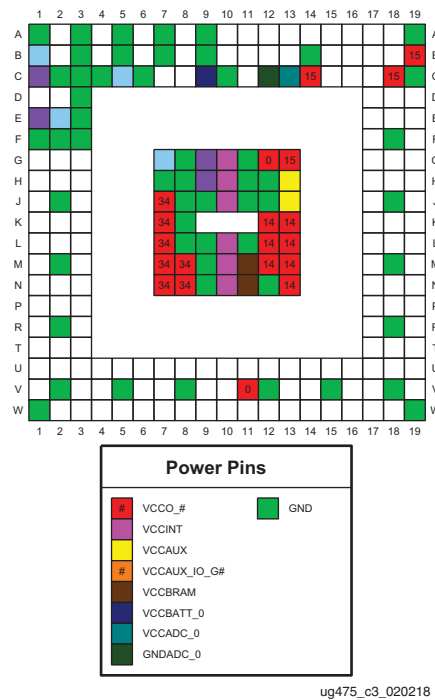 1 2 3 4 5 6 7 8 9 10 11 12 13 14 15 16 17 18 19
A A
B 15 B
C 15 15 C
D D
E E
F F
G 0 15 G
H H
J 34 J
K 34 14 14 K
L 34 14 14 L
M 34 34 14 14 M
N 34 34 14 N
P P
R R
T T
U U
V 0 V
W W
1 2 3 4 5 6 7 8 9 10 11 12 13 14 15 16 17 18 19
Power Pins
# VCCO_# GND
VCCINT
VCCAUX
# VCCAUX_IO_G#
VCCBRAM
VCCBATT_0
VCCADC_0
GNDADC_0
ug475_c3_020218